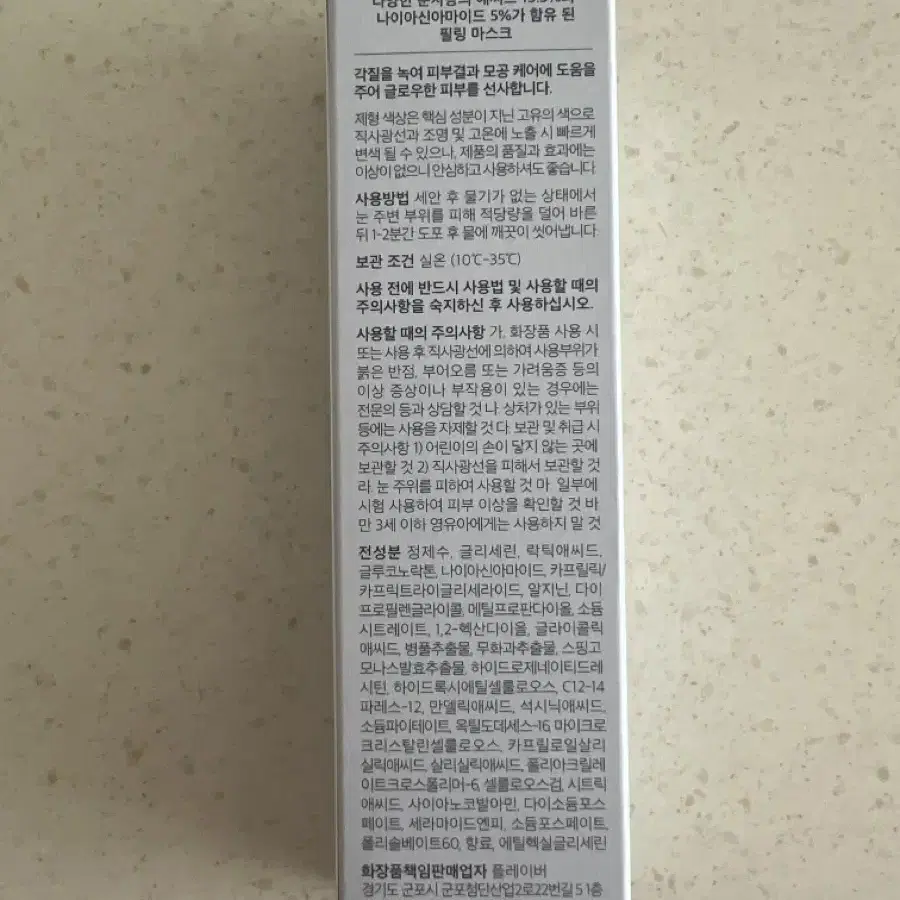 나이아신아마이드 5%가 함유 된
필링 마스크
각질을 녹여 피부결과 모공 케어에 도움을
주어 글로우한 피부를 선사합니다.
제형 색상은 핵심 성분이 지닌 고유의 색으로
직사광선과 조명 및 고온에 노출 시 빠르게
변색 될 수 있으나, 제품의 품질과 효과에는
이상이 없으니 안심하고 사용하셔도 좋습니다
사용방법 세안 후 물기가 없는 상태에서
눈 주변 부위를 피해 적당량을 덜어 바른
뒤 1-2분간 도포 후 물에 깨끗이 씻어냅니다.
보관 조건 실온 (10℃-35℃)
사용 전에 반드시 사용법 및 사용할 때의
주의사항을 숙지하신 후 사용하십시오.
사용할 때의 주의사항 가. 화장품 사용 시
또는 사용 후 직사광선에 의하여 사용부위가
붉은 반점, 부어오름 또는 가려움증 등의
이상 증상이나 부작용이 있는 경우에는
전문의 등과 상담할 것 나. 상처가 있는 부위
등에는 사용을 자제할 것 다. 보관 및 취급 시
주의사항 1) 어린이의 손이 닿지 않는 곳에
보관할 것 2) 직사광선을 피해서 보관할 것
라. 눈 주위를 피하여 사용할 것 마. 일부에
시험 사용하여 피부 이상을 확인할 것 바.
만 3세 이하 영유아에게는 사용하지 말 것
전성분 정제수, 글리세린, 락틱애씨드,
글루코노락톤, 나이아신아마이드, 카프릴릭/
카프릭트라이글리세라이드, 알지닌, 다이
프로필렌글라이콜, 메틸프로판다이올, 소듐
시트레이트, 1,2-헥산다이올, 글라이콜릭
애씨드, 병풀추출물, 무화과추출물, 스핑고
모나스발효추출물, 하이드로제네이티드레
시틴, 하이드록시에틸셀룰로오스, C12-14
파레스-12, 만델릭애씨드, 석시닉애씨드,
소듐파이테이트, 옥틸도데세스-16, 마이크로
크리스탈린셀룰로오스, 카프릴로일살리
실릭애씨드, 살리실릭애씨드, 폴리아크릴레
이트크로스폴리머-6, 셀룰로오스검, 시트릭
애씨드, 사이아노코발아민, 다이소듐포스
페이트, 세라마이드엔피, 소듐포스페이트,
폴리솔베이트60, 향료, 에틸헥실글리세린
화장품책임판매업자 플레이버
경기도 군포시 군포첨단산업2로22번길 5 1층